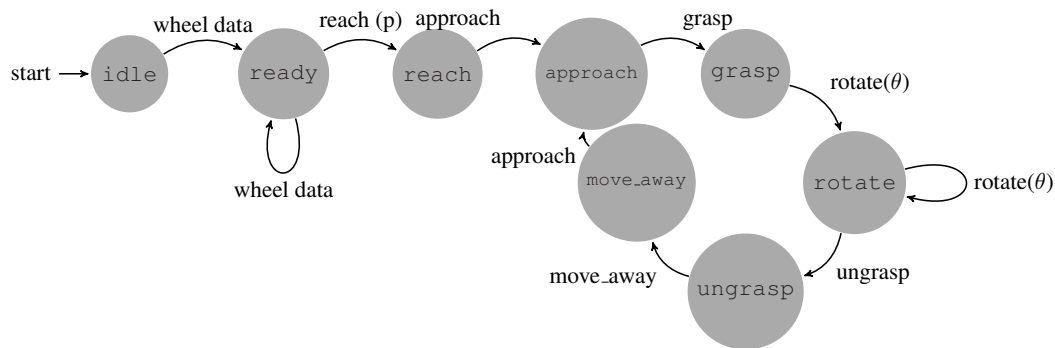 wheel data
reach (p)
approach
grasp
start
idle
ready
reach
approach
grasp
rotate(θ)
wheel data
approach
move_away
rotate
rotate(θ)
move_away
ungrasp
ungrasp